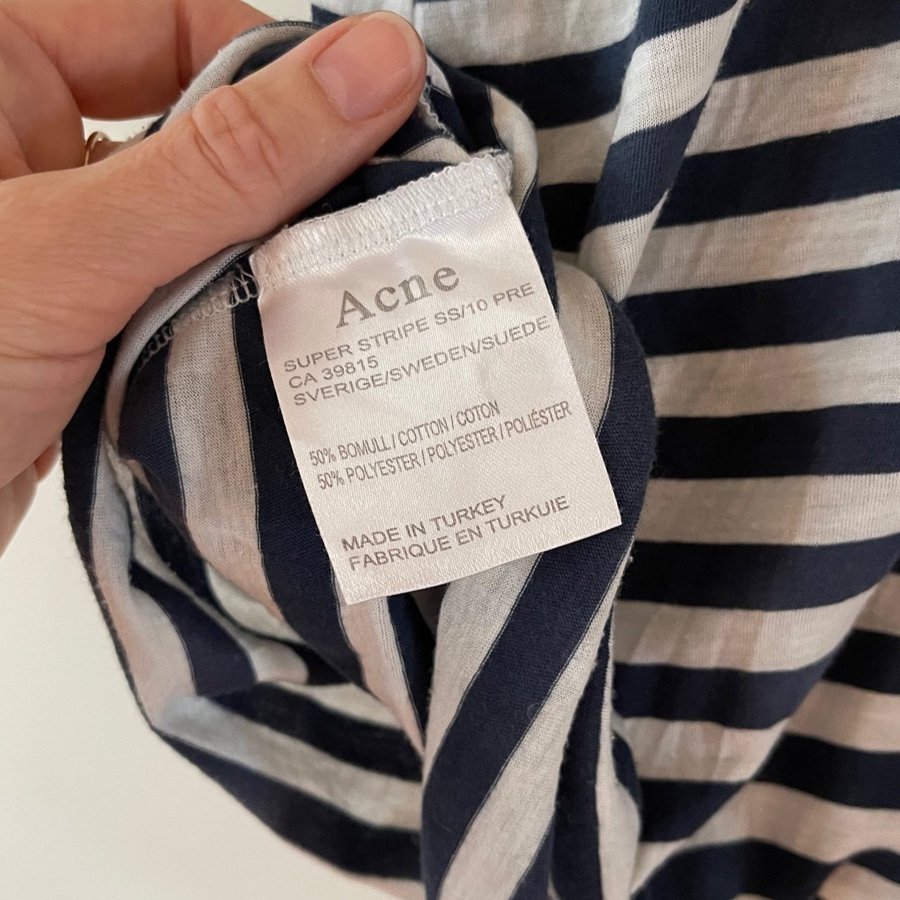 Acne
SUPER STRIPE SS/10 PRE
CA 39815
SVERIGE/SWEDEN/SUEDE
50% BOMULL / COTTON / COTON
50% POLYESTER / POLYESTER / POLIÉSTER
MADE IN TURKEY
FABRIQUE EN TURKUIE